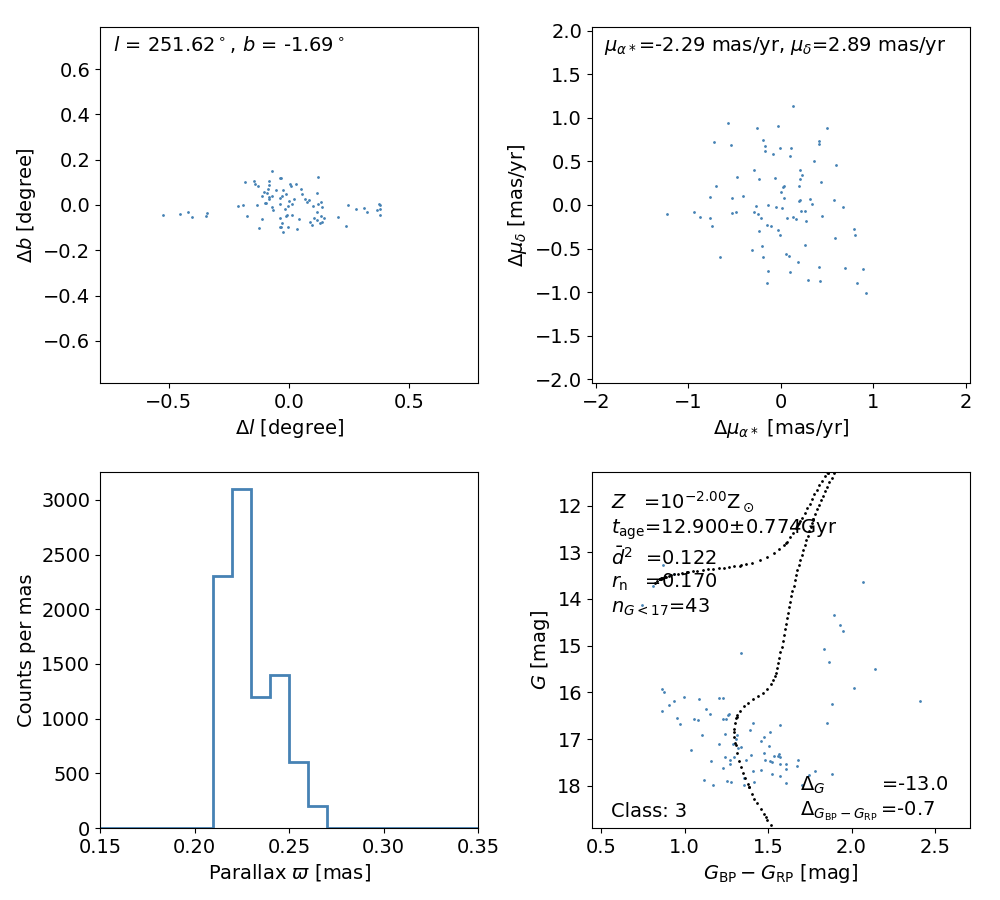 l = 251.62°, b = -1.69°
0.6
0.4
0.2
0.0
−0.2
−0.4
−0.6
Δb [degree]
−0.5 0.0 0.5
Δl [degree]
μα*=-2.29 mas/yr, μδ=2.89 mas/yr
2.0
1.5
1.0
0.5
0.0
−0.5
−1.0
−1.5
−2.0
Δμδ [mas/yr]
−2 −1 0 1 2
Δμα* [mas/yr]
3000
2500
2000
1500
1000
500
0
Counts per mas
0.15 0.20 0.25 0.30 0.35
Parallax ϖ [mas]
Z =10^−2.00Z⊙
tage=12.900±0.774Gyr
d̄² =0.122
rn =0.170
nG<17=43
12
13
14
15
16
17
18
G [mag]
ΔG =-13.0
ΔGBP−GRP=-0.7
Class: 3
0.5 1.0 1.5 2.0 2.5
GBP − GRP [mag]